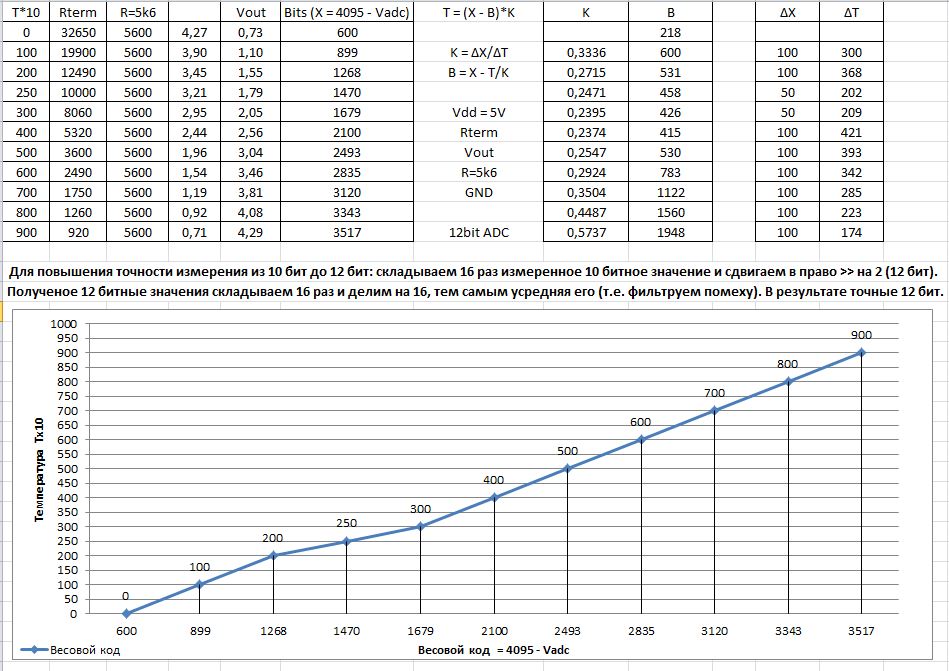 T*10 Rterm R=5k6 Vout Bits (X = 4095 - Vadc) T = (X - B)*K K B ΔX ΔT
0 32650 5600 4,27 0,73 600 218
100 19900 5600 3,90 1,10 899 K = ΔX/ΔT 0,3336 600 100 300
200 12490 5600 3,45 1,55 1268 B = X - T/K 0,2715 531 100 368
250 10000 5600 3,21 1,79 1470 0,2471 458 50 202
300 8060 5600 2,95 2,05 1679 Vdd = 5V 0,2395 426 50 209
400 5320 5600 2,44 2,56 2100 Rterm 0,2374 415 100 421
500 3600 5600 1,96 3,04 2493 Vout 0,2547 530 100 393
600 2490 5600 1,54 3,46 2835 R=5k6 0,2924 783 100 342
700 1750 5600 1,19 3,81 3120 GND 0,3504 1122 100 285
800 1260 5600 0,92 4,08 3343 0,4487 1560 100 223
900 920 5600 0,71 4,29 3517 12bit ADC 0,5737 1948 100 174
Для повышения точности измерения из 10 бит до 12 бит: складываем 16 раз измеренное 10 битное значение и сдвигаем в право >> на 2 (12 бит).
Полученое 12 битные значения складываем 16 раз и делим на 16, тем самым усредняя его (т.е. фильтруем помеху). В результате точные 12 бит.
Температура Tx10
1000
950
900
850
800
750
700
650
600
550
500
450
400
350
300
250
200
150
100
50
0
0 100 200 250 300 400 500 600 700 800 900
600 899 1268 1470 1679 2100 2493 2835 3120 3343 3517
Весовой код
Весовой код = 4095 - Vadc